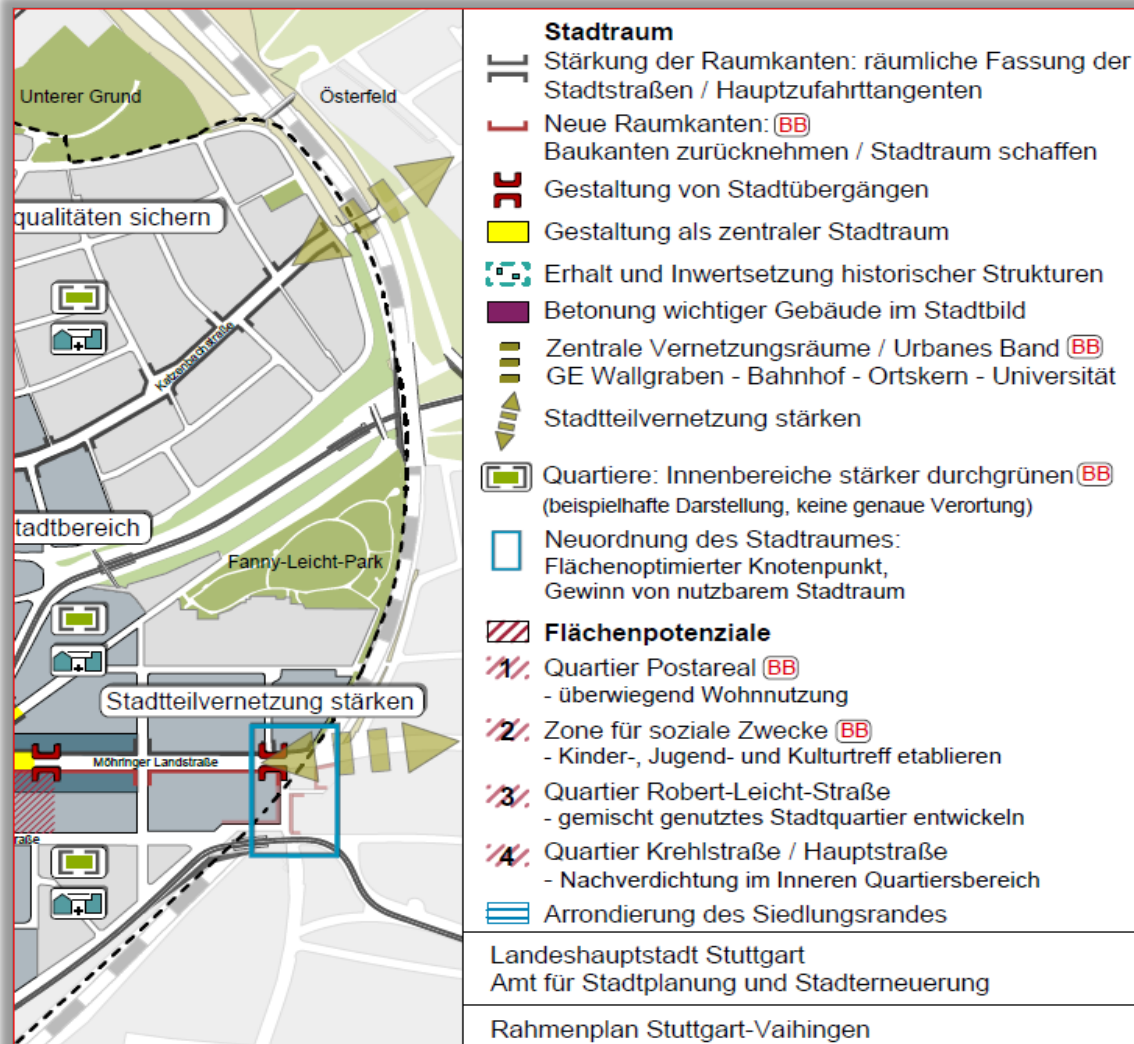 Unterer Grund
Österfeld
qualitäten sichern
Katzenbachstraße
tadtbereich
Fanny-Leicht-Park
Stadtteilvernetzung stärken
Möhringer Landstraße
raße
Stadtraum
Stärkung der Raumkanten: räumliche Fassung der
Stadtstraßen / Hauptzufahrttangenten
Neue Raumkanten: BB
Baukanten zurücknehmen / Stadtraum schaffen
Gestaltung von Stadtübergängen
Gestaltung als zentraler Stadtraum
Erhalt und Inwertsetzung historischer Strukturen
Betonung wichtiger Gebäude im Stadtbild
Zentrale Vernetzungsräume / Urbanes Band BB
GE Wallgraben - Bahnhof - Ortskern - Universität
Stadtteilvernetzung stärken
Quartiere: Innenbereiche stärker durchgrünen BB
(beispielhafte Darstellung, keine genaue Verortung)
Neuordnung des Stadtraumes:
Flächenoptimierter Knotenpunkt,
Gewinn von nutzbarem Stadtraum
Flächenpotenziale
1 Quartier Postareal BB
- überwiegend Wohnnutzung
2 Zone für soziale Zwecke BB
- Kinder-, Jugend- und Kulturtreff etablieren
3 Quartier Robert-Leicht-Straße
- gemischt genutztes Stadtquartier entwickeln
4 Quartier Krehlstraße / Hauptstraße
- Nachverdichtung im Inneren Quartiersbereich
Arrondierung des Siedlungsrandes
Landeshauptstadt Stuttgart
Amt für Stadtplanung und Stadterneuerung
Rahmenplan Stuttgart-Vaihingen